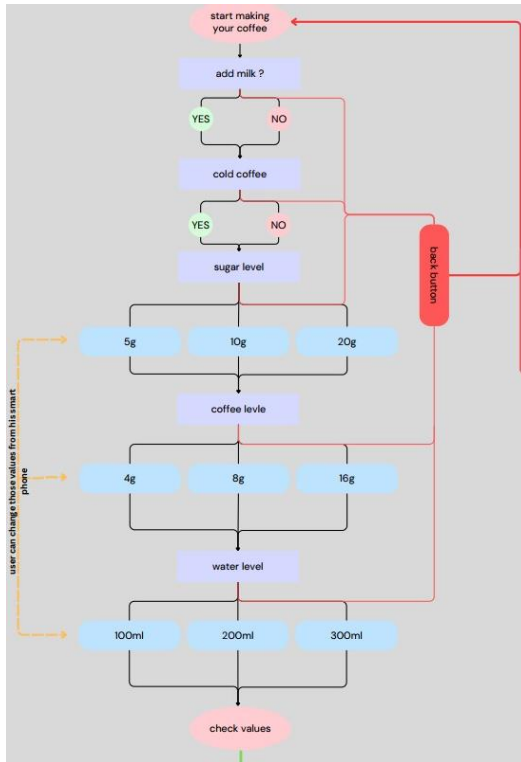 start making
your coffee
add milk ?
YES
NO
cold coffee
YES
NO
sugar level
back button
5g
10g
20g
coffee levle
user can change those values from his smart
phone
4g
8g
16g
water level
100ml
200ml
300ml
check values